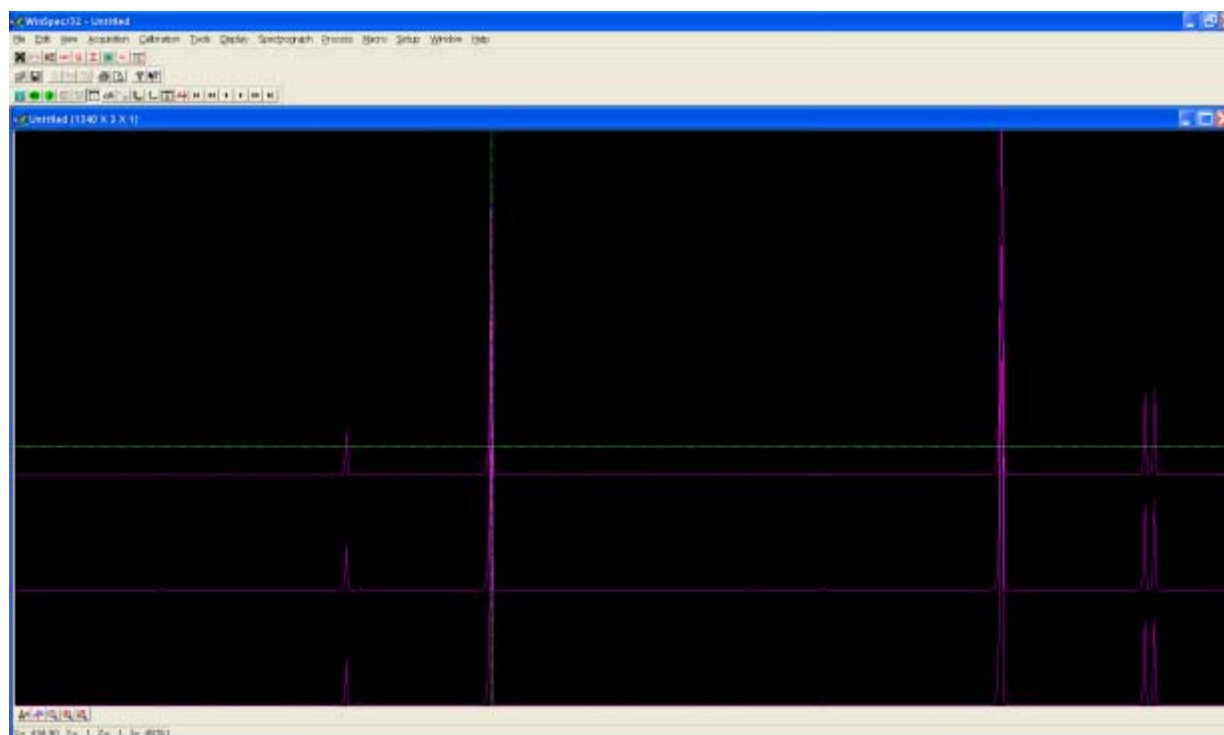 WinSpec/32 - Untitled
File Edit View Acquisition Calibration Tools Display Spectrograph Process Macro Setup Window Help
Untitled (1340 X 3 X 1)